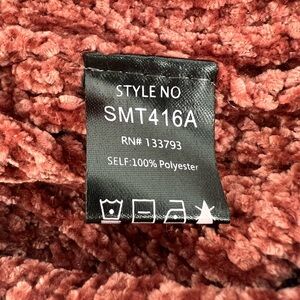 STYLE NO
SMT416A
RN# 133793
SELF:100% Polyester